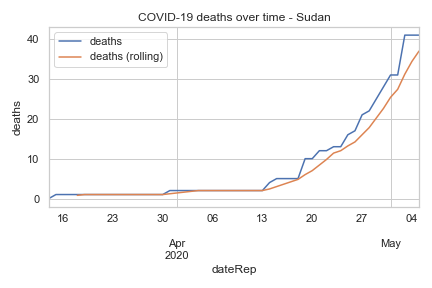 COVID-19 deaths over time - Sudan
deaths
deaths (rolling)
deaths
40
30
20
10
0
16 23 30 06 13 20 27 04
Apr May
2020
dateRep